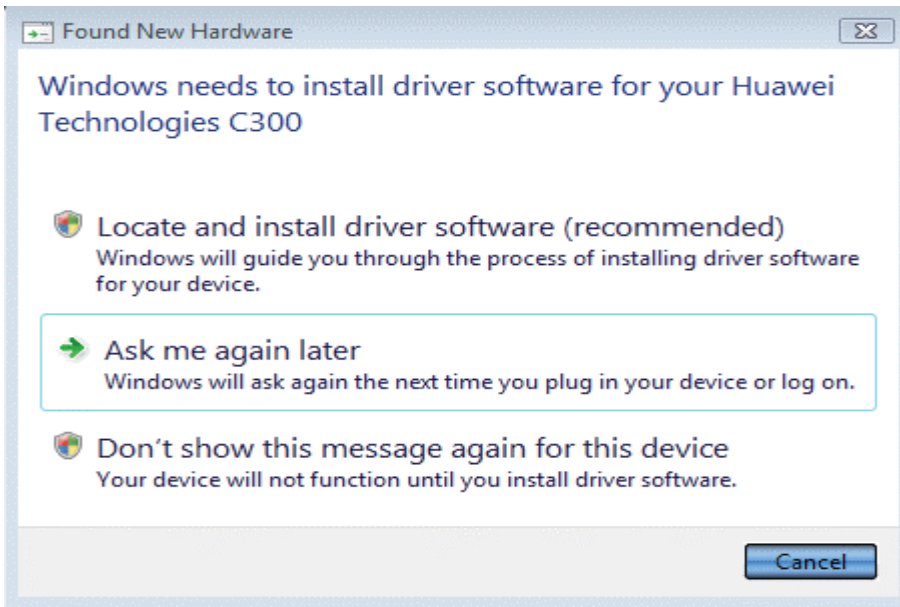 Found New Hardware
Windows needs to install driver software for your Huawei
Technologies C300
Locate and install driver software (recommended)
Windows will guide you through the process of installing driver software
for your device.
Ask me again later
Windows will ask again the next time you plug in your device or log on.
Don't show this message again for this device
Your device will not function until you install driver software.
Cancel